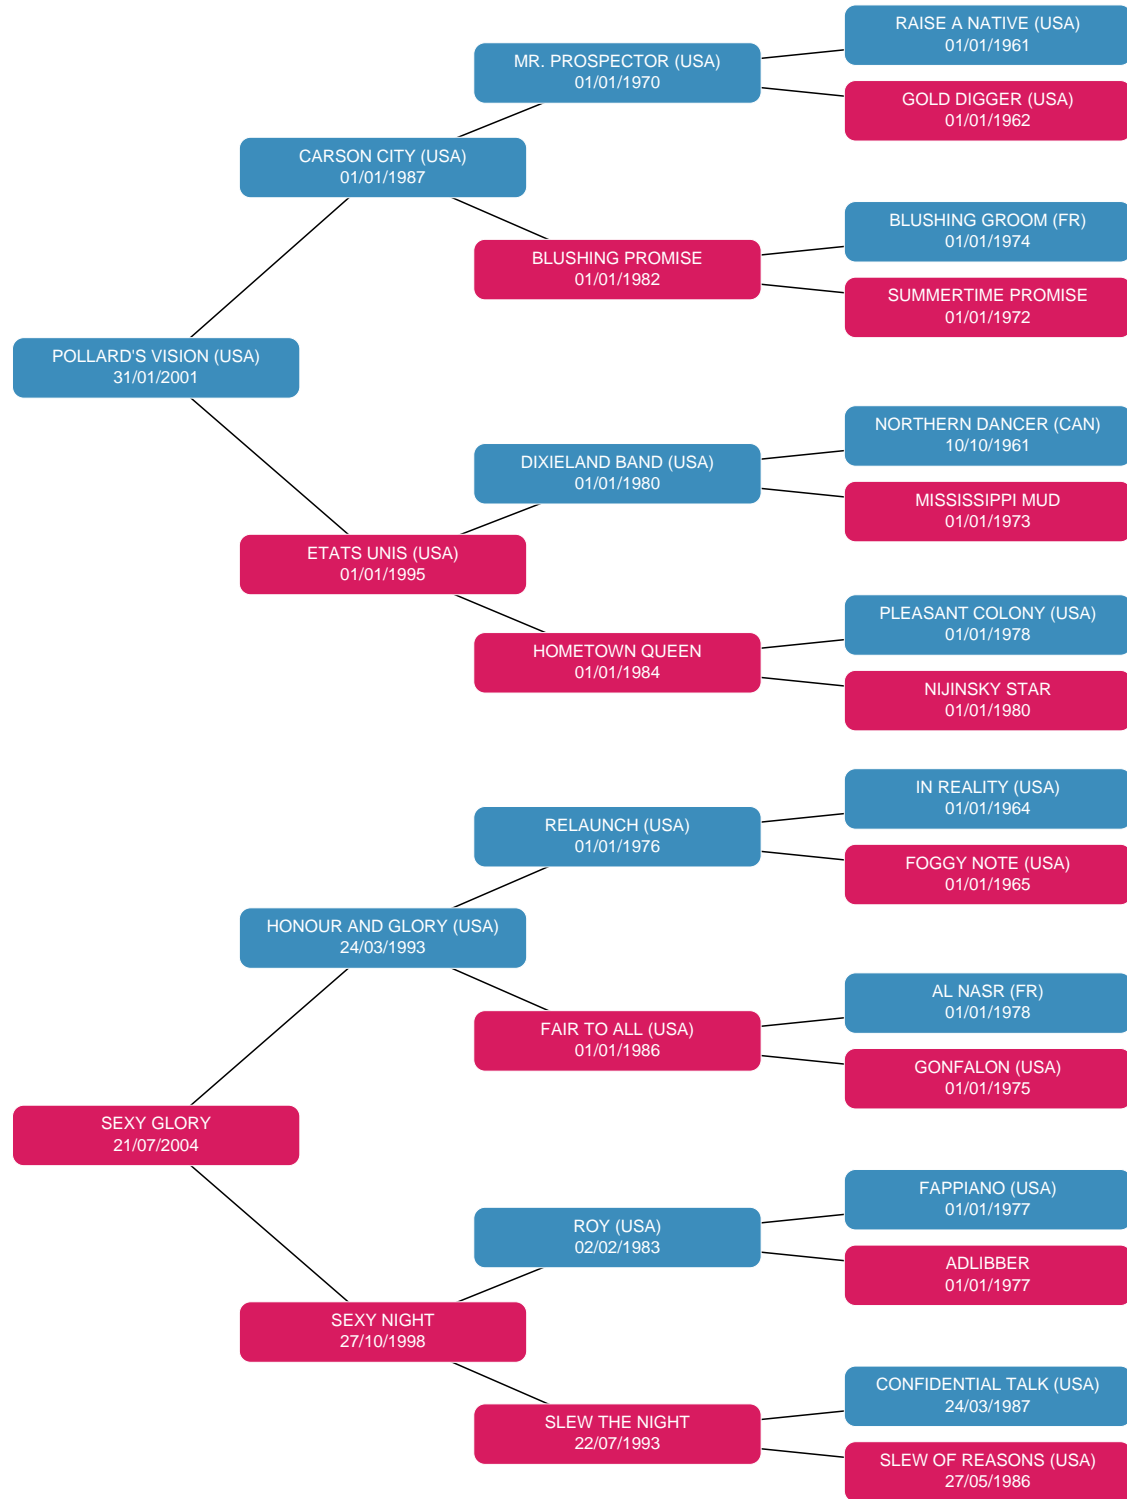 RAISE A NATIVE (USA)
01/01/1961
MR. PROSPECTOR (USA)
01/01/1970
GOLD DIGGER (USA)
01/01/1962
CARSON CITY (USA)
01/01/1987
BLUSHING GROOM (FR)
01/01/1974
BLUSHING PROMISE
01/01/1982
SUMMERTIME PROMISE
01/01/1972
POLLARD'S VISION (USA)
31/01/2001
NORTHERN DANCER (CAN)
10/10/1961
DIXIELAND BAND (USA)
01/01/1980
MISSISSIPPI MUD
01/01/1973
ETATS UNIS (USA)
01/01/1995
PLEASANT COLONY (USA)
01/01/1978
HOMETOWN QUEEN
01/01/1984
NIJINSKY STAR
01/01/1980
IN REALITY (USA)
01/01/1964
RELAUNCH (USA)
01/01/1976
FOGGY NOTE (USA)
01/01/1965
HONOUR AND GLORY (USA)
24/03/1993
AL NASR (FR)
01/01/1978
FAIR TO ALL (USA)
01/01/1986
GONFALON (USA)
01/01/1975
SEXY GLORY
21/07/2004
FAPPIANO (USA)
01/01/1977
ROY (USA)
02/02/1983
ADLIBBER
01/01/1977
SEXY NIGHT
27/10/1998
CONFIDENTIAL TALK (USA)
24/03/1987
SLEW THE NIGHT
22/07/1993
SLEW OF REASONS (USA)
27/05/1986